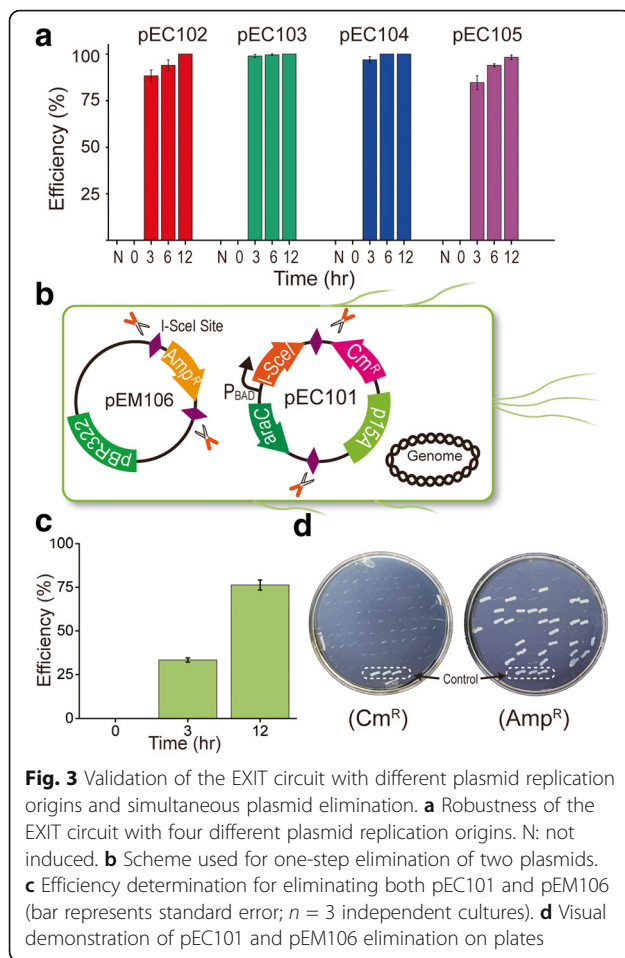 a
pEC102 pEC103 pEC104 pEC105
Efficiency (%)
100
75
50
25
N 0 3 6 12 N 0 3 6 12 N 0 3 6 12 N 0 3 6 12
Time (hr)
b
I-SceI Site
AmpR
pEM106
pBR322
I-SceI
CmR
PBAD
pEC101
araC
p15A
Genome
c
Efficiency (%)
100
75
50
25
0
0 3 12
Time (hr)
d
Control
(CmR) (AmpR)
Fig. 3 Validation of the EXIT circuit with different plasmid replication
origins and simultaneous plasmid elimination. a Robustness of the
EXIT circuit with four different plasmid replication origins. N: not
induced. b Scheme used for one-step elimination of two plasmids.
c Efficiency determination for eliminating both pEC101 and pEM106
(bar represents standard error; n = 3 independent cultures). d Visual
demonstration of pEC101 and pEM106 elimination on plates